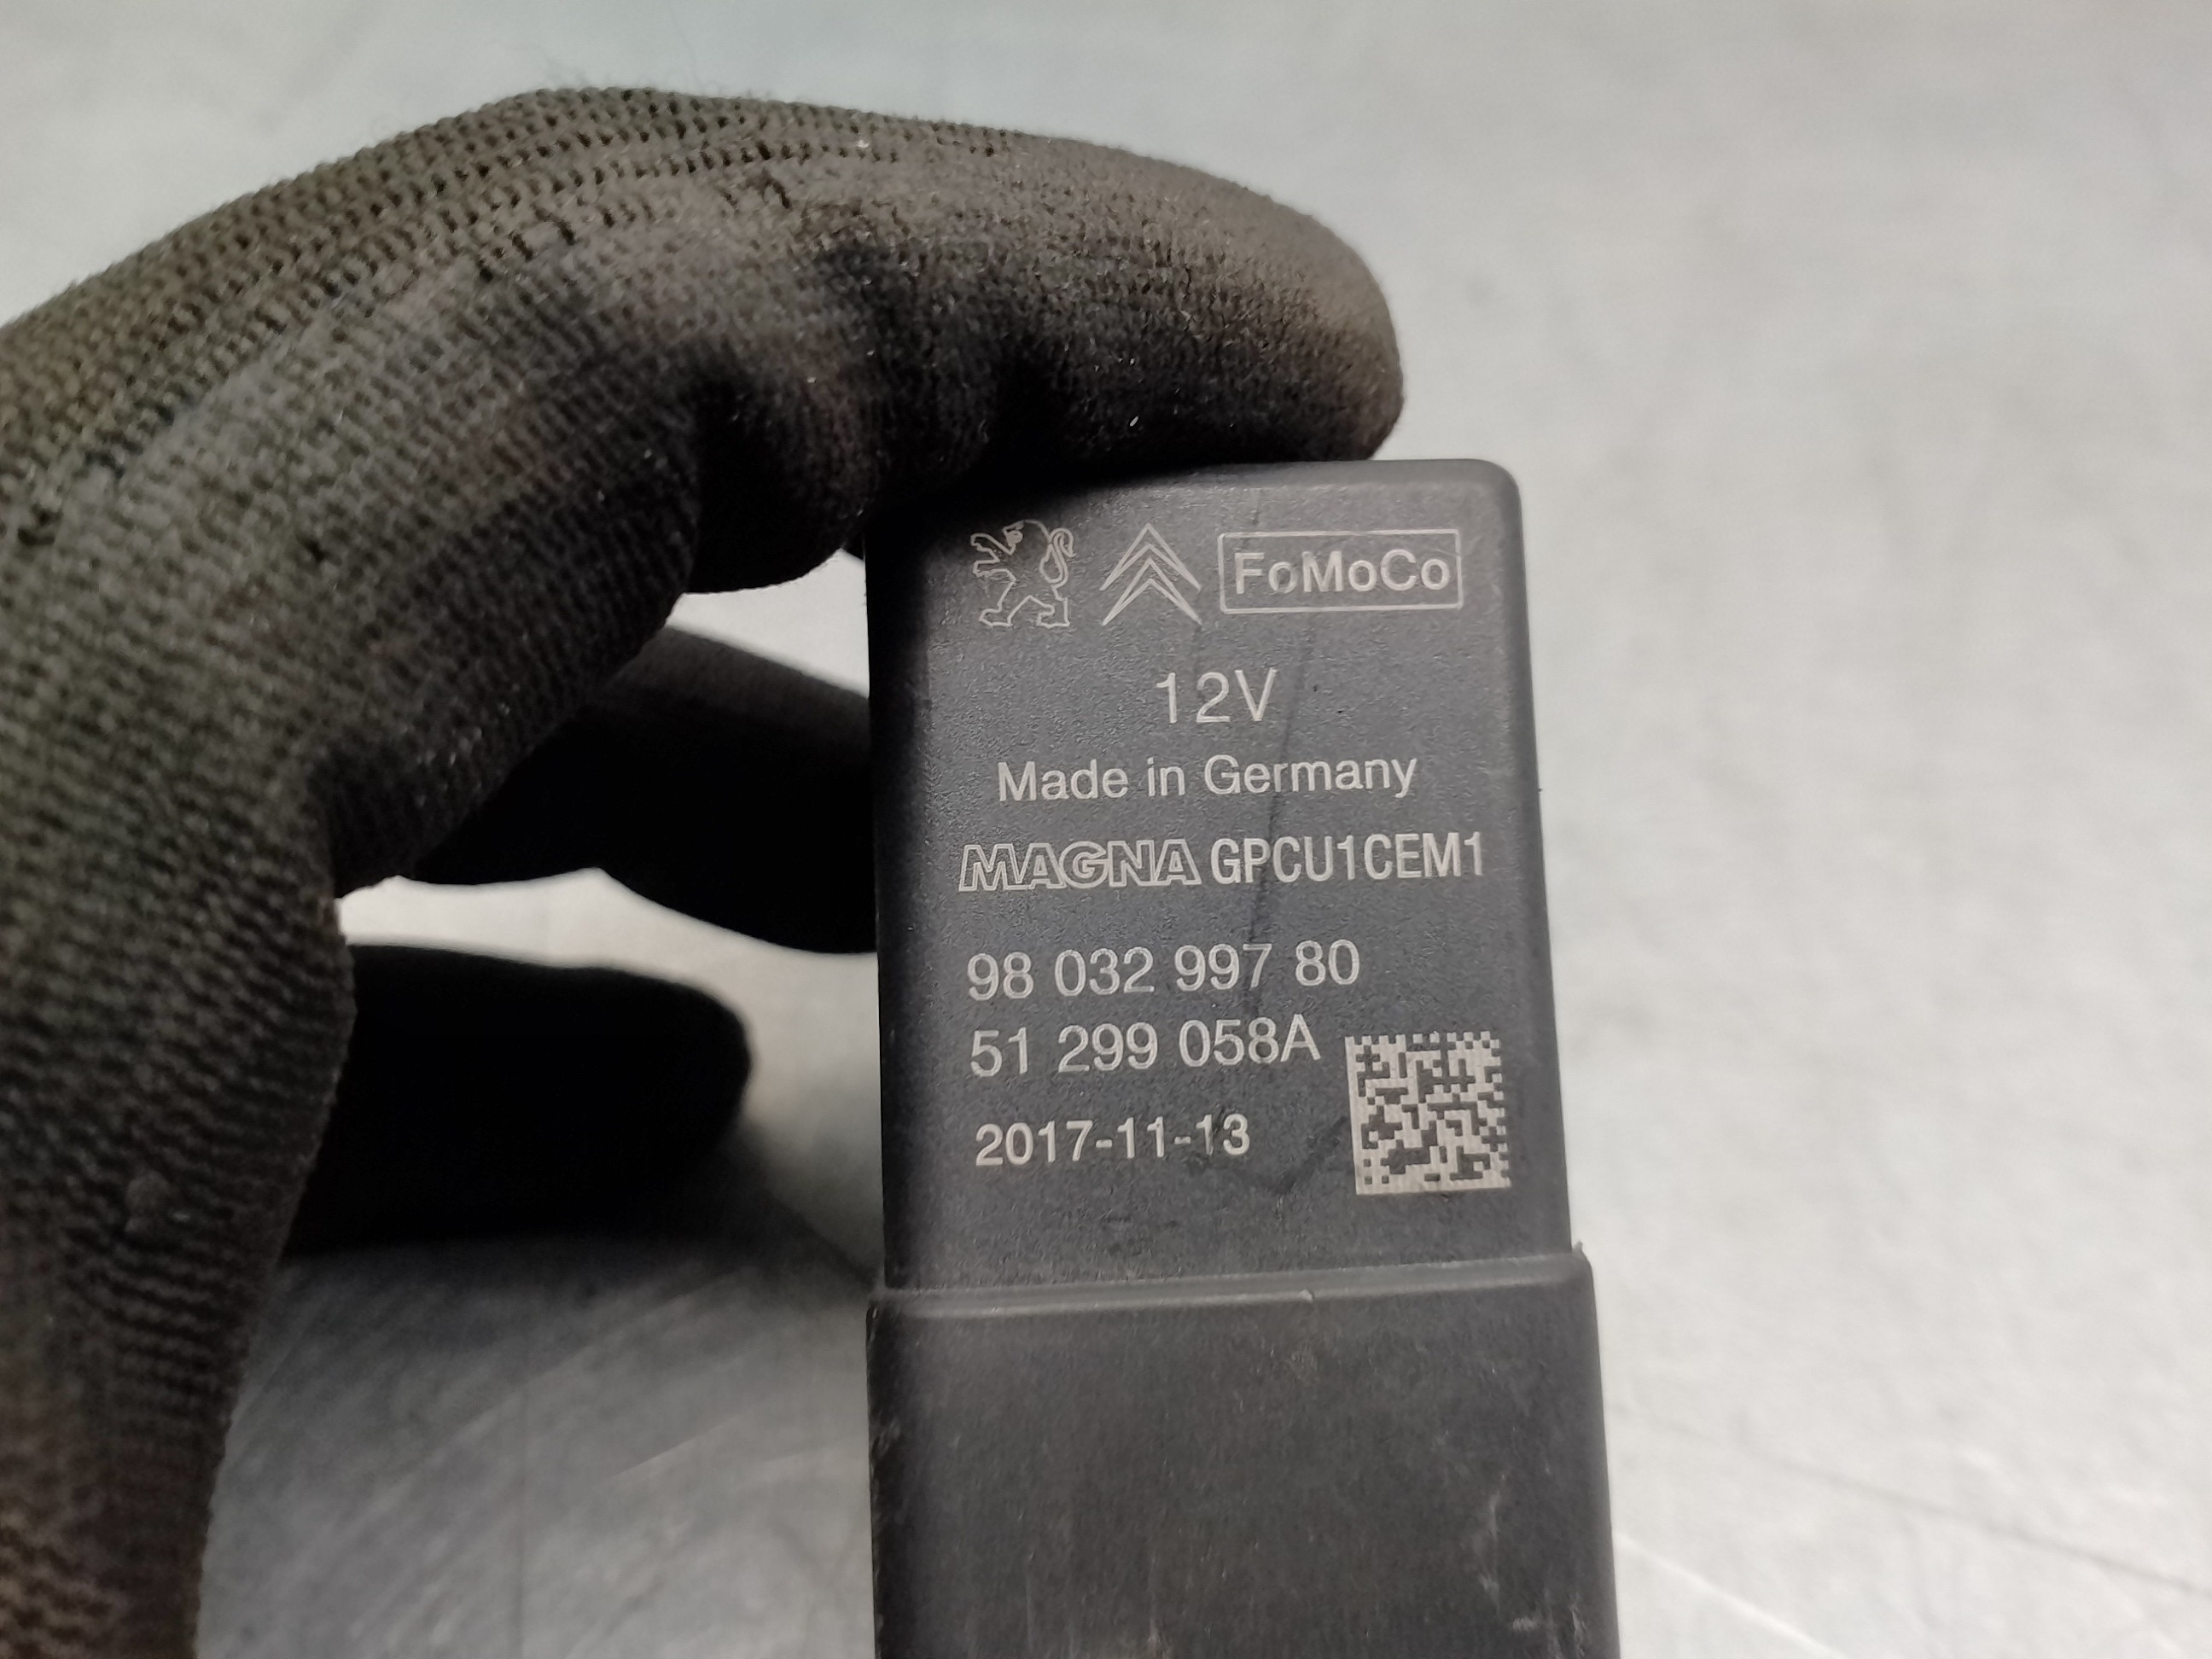 FoMoCo
12V
Made in Germany
MAGNA GPCU1CEM1
98 032 997 80
51 299 058A
2017-11-13